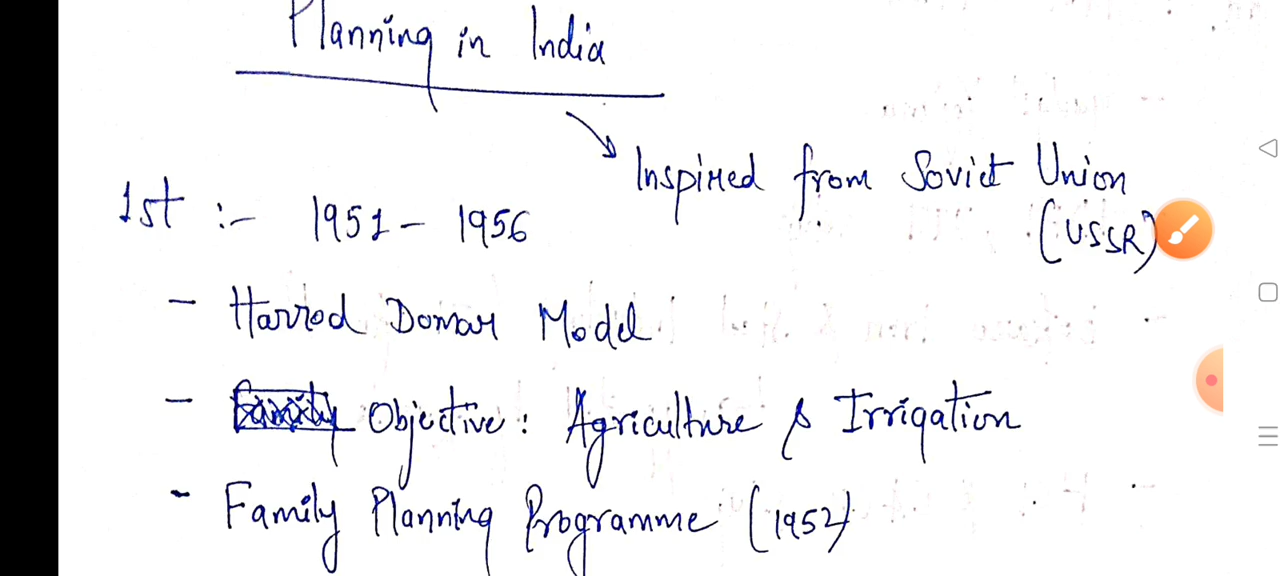 Planning in India
Inspired from Soviet Union
(USSR)
1st :- 1951 - 1956
- Harrod Domar Model
- Objective: Agriculture & Irrigation
- Family Planning Programme (1952)